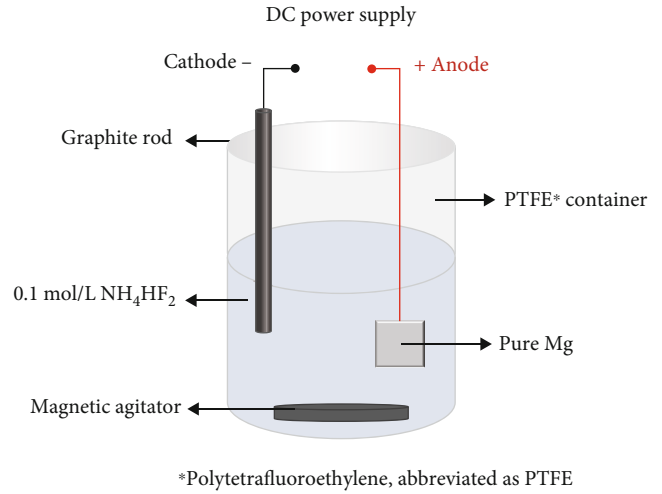 DC power supply
Cathode –
+ Anode
Graphite rod
PTFE* container
0.1 mol/L NH₄HF₂
Pure Mg
Magnetic agitator
*Polytetrafluoroethylene, abbreviated as PTFE